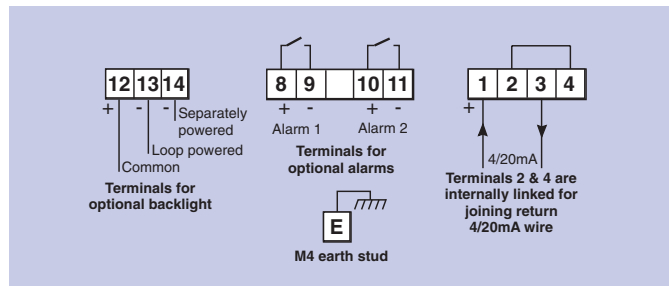 12 13 14
+ - -
Separately
powered
Loop powered
Common
Terminals for
optional backlight
8 9 10 11
+ - + -
Alarm 1 Alarm 2
Terminals for
optional alarms
E
M4 earth stud
1 2 3 4
+
4/20mA
Terminals 2 & 4 are
internally linked for
joining return
4/20mA wire